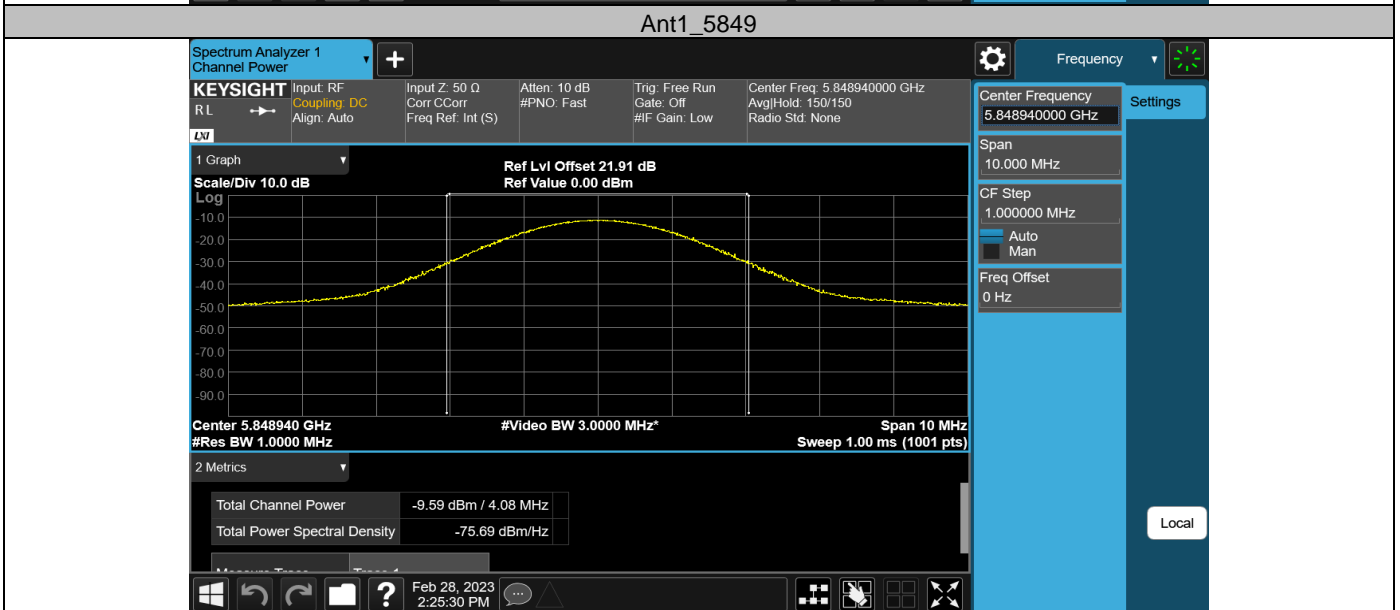 Ant1_5849
Spectrum Analyzer 1
Channel Power
Frequency
KEYSIGHT
R L
LXI
Input: RF
Coupling: DC
Align: Auto
Input Z: 50 Ω
Corr CCorr
Freq Ref: Int (S)
Atten: 10 dB
#PNO: Fast
Trig: Free Run
Gate: Off
#IF Gain: Low
Center Freq: 5.848940000 GHz
Avg|Hold: 150/150
Radio Std: None
Center Frequency
5.848940000 GHz
Settings
Span
10.000 MHz
CF Step
1.000000 MHz
Auto
Man
Freq Offset
0 Hz
1 Graph
Scale/Div 10.0 dB
Ref Lvl Offset 21.91 dB
Ref Value 0.00 dBm
Log
-10.0
-20.0
-30.0
-40.0
-50.0
-60.0
-70.0
-80.0
-90.0
Center 5.848940 GHz
#Res BW 1.0000 MHz
#Video BW 3.0000 MHz*
Span 10 MHz
Sweep 1.00 ms (1001 pts)
2 Metrics
Total Channel Power -9.59 dBm / 4.08 MHz
Total Power Spectral Density -75.69 dBm/Hz
Measure Trace Trace 1
Local
?
Feb 28, 2023
2:25:30 PM